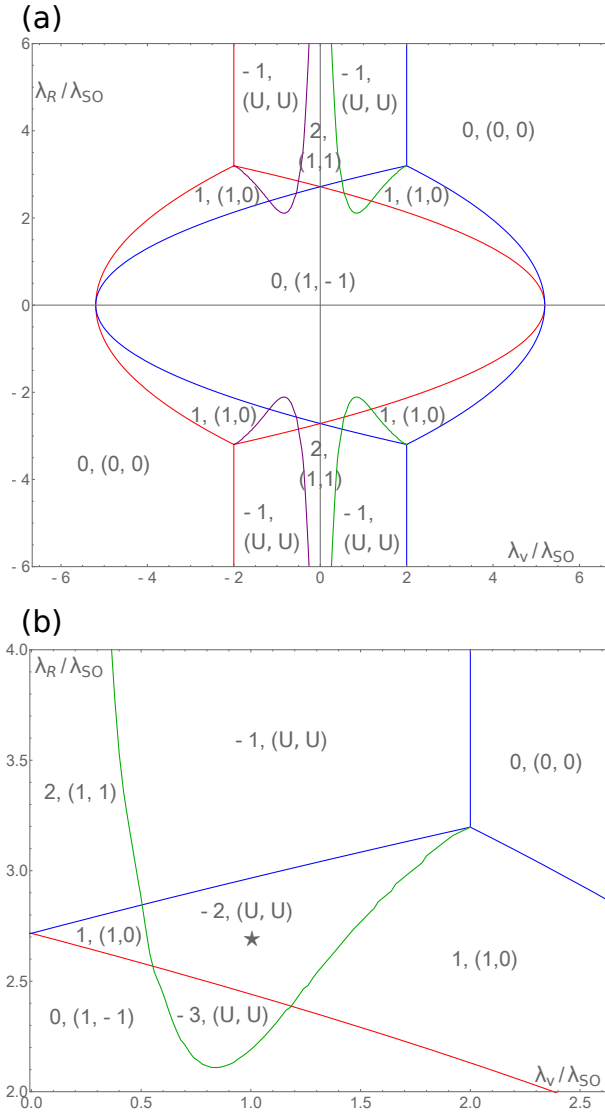 (a)
6
4
2
0
- 2
- 4
- 6
λR / λSO
- 1,
(U, U)
2,
(1,1)
- 1,
(U, U)
0, (0, 0)
1, (1,0)
1, (1,0)
0, (1, - 1)
1, (1,0)
1, (1,0)
0, (0, 0)
2,
(1,1)
- 1,
(U, U)
- 1,
(U, U)
λv / λSO
- 6
- 4
- 2
0
2
4
6
(b)
4.0
3.5
3.0
2.5
2.0
λR / λSO
- 1, (U, U)
0, (0, 0)
2, (1, 1)
- 2, (U, U)
1, (1,0)
1, (1,0)
0, (1, - 1)
- 3, (U, U)
λv / λSO
0.0
0.5
1.0
1.5
2.0
2.5